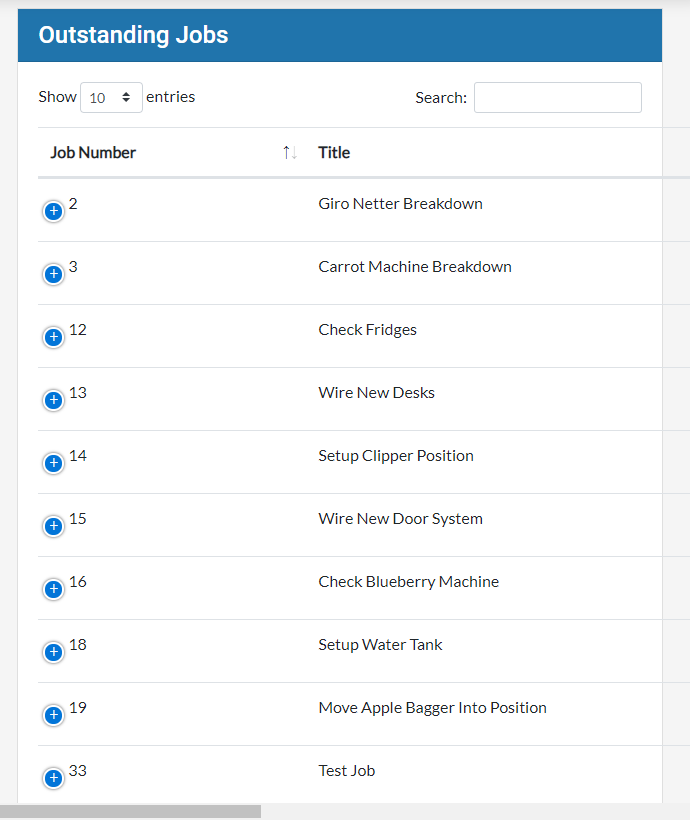 Outstanding Jobs
Show 10 entries Search:
Job Number Title
2 Giro Netter Breakdown
3 Carrot Machine Breakdown
12 Check Fridges
13 Wire New Desks
14 Setup Clipper Position
15 Wire New Door System
16 Check Blueberry Machine
18 Setup Water Tank
19 Move Apple Bagger Into Position
33 Test Job